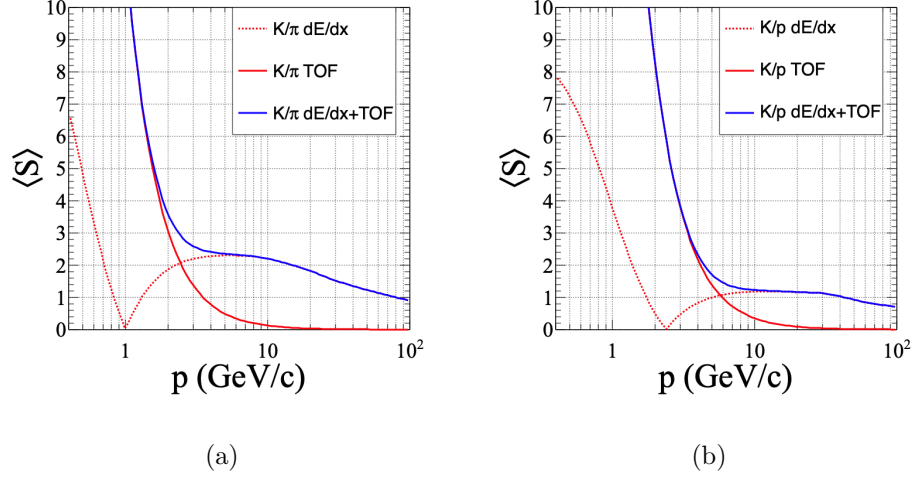 10
9
8
7
6
5
4
3
2
1
0
⟨S⟩
K/π dE/dx
K/π TOF
K/π dE/dx+TOF
1 10 10²
p (GeV/c)
(a)
10
9
8
7
6
5
4
3
2
1
0
⟨S⟩
K/p dE/dx
K/p TOF
K/p dE/dx+TOF
1 10 10²
p (GeV/c)
(b)